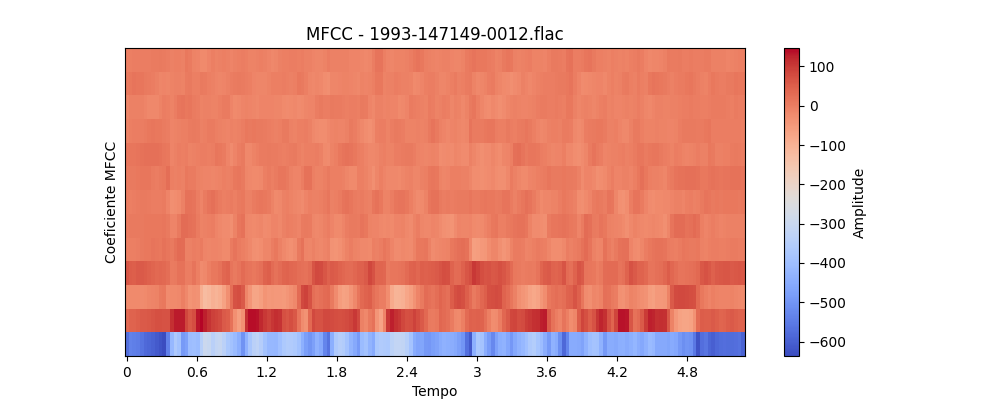 MFCC - 1993-147149-0012.flac
Coeficiente MFCC
0 0.6 1.2 1.8 2.4 3 3.6 4.2 4.8
Tempo
100
0
−100
−200
−300
−400
−500
−600
Amplitude